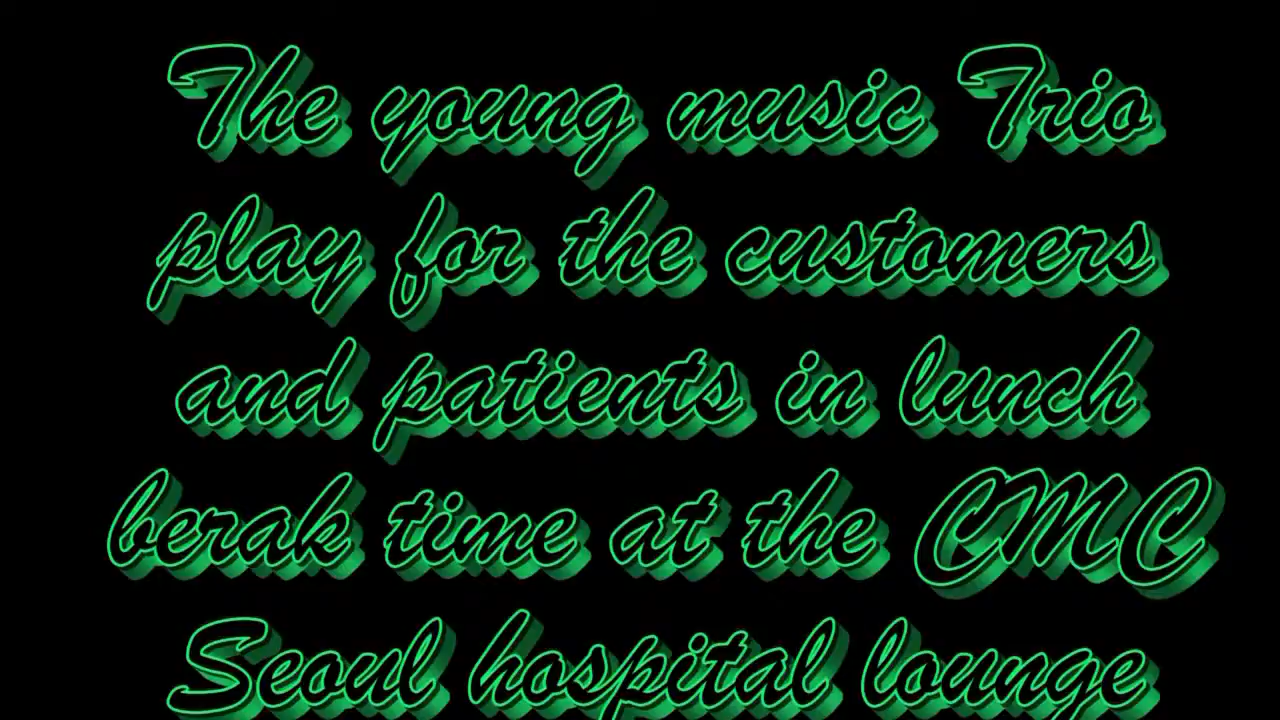 The young music Trio
play for the customers
and patients in lunch
berak time at the CMC
Seoul hospital lounge